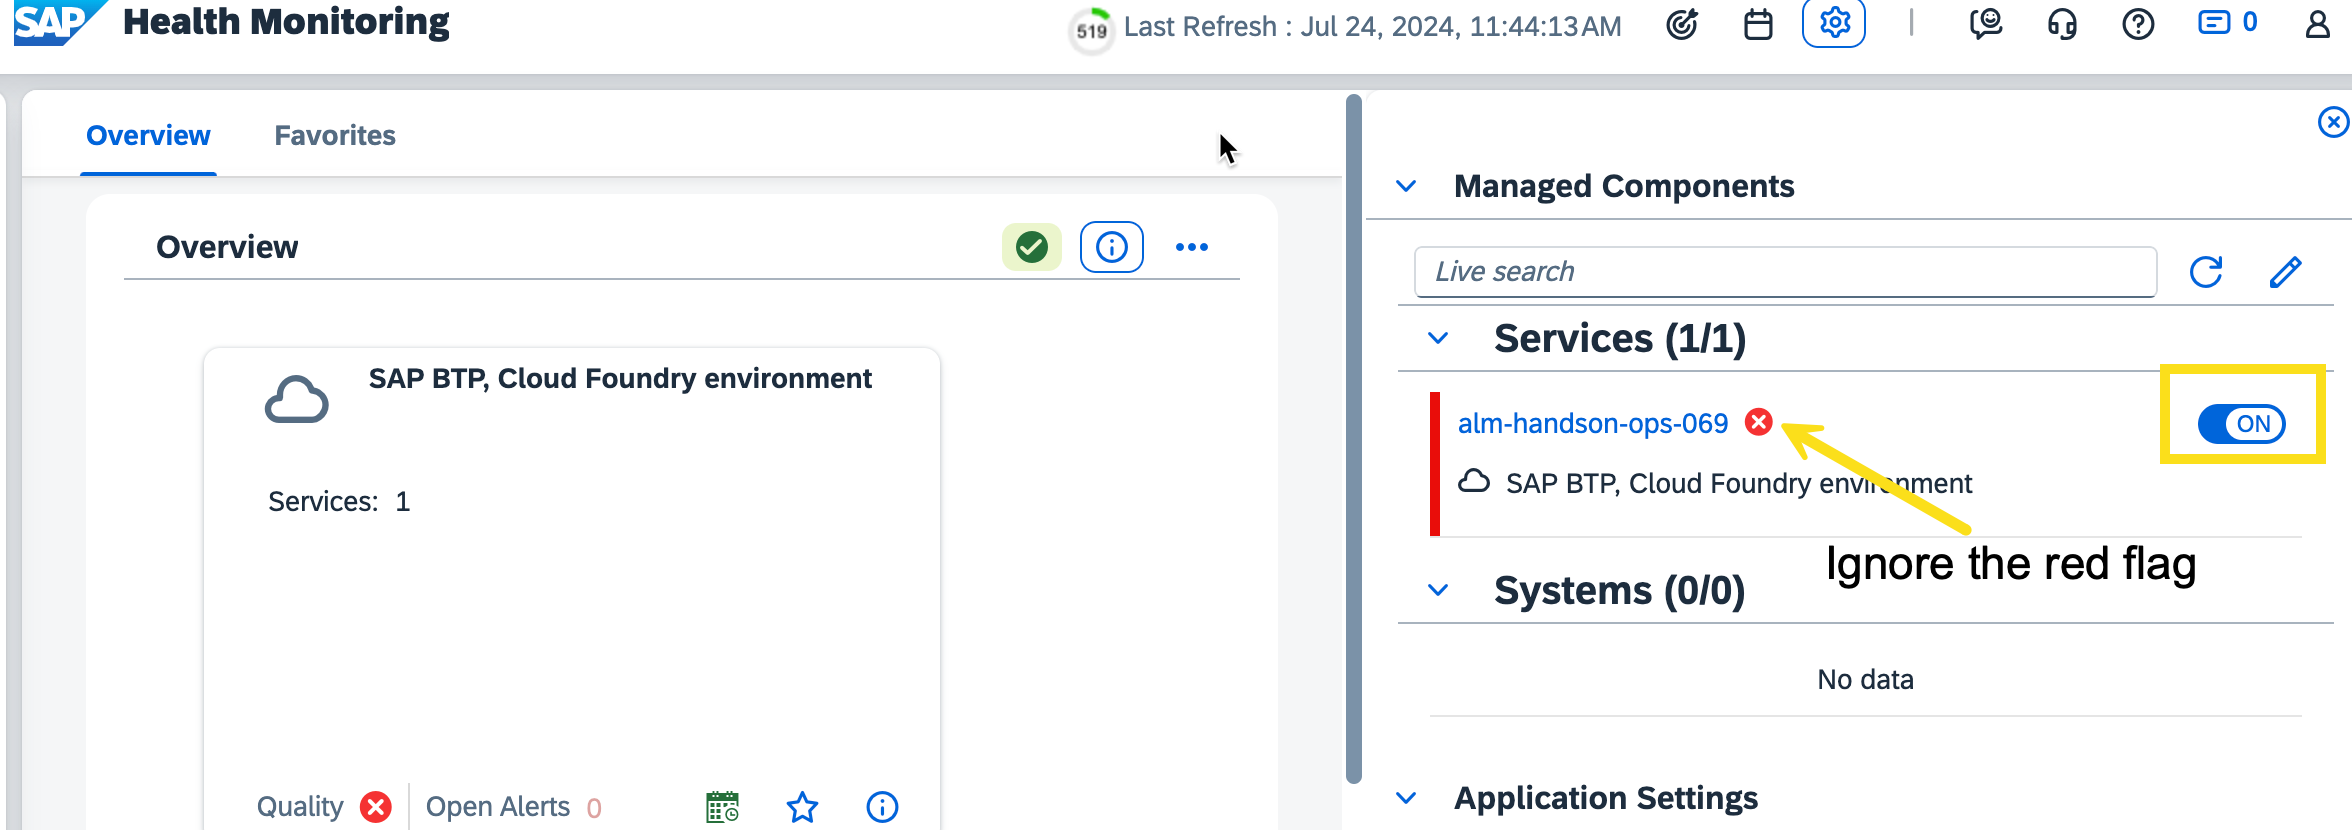 SAP Health Monitoring
519 Last Refresh : Jul 24, 2024, 11:44:13 AM
0
Overview Favorites
Overview
SAP BTP, Cloud Foundry environment
Services: 1
Quality Open Alerts 0
Managed Components
Live search
Services (1/1)
alm-handson-ops-069
ON
SAP BTP, Cloud Foundry environment
Ignore the red flag
Systems (0/0)
No data
Application Settings